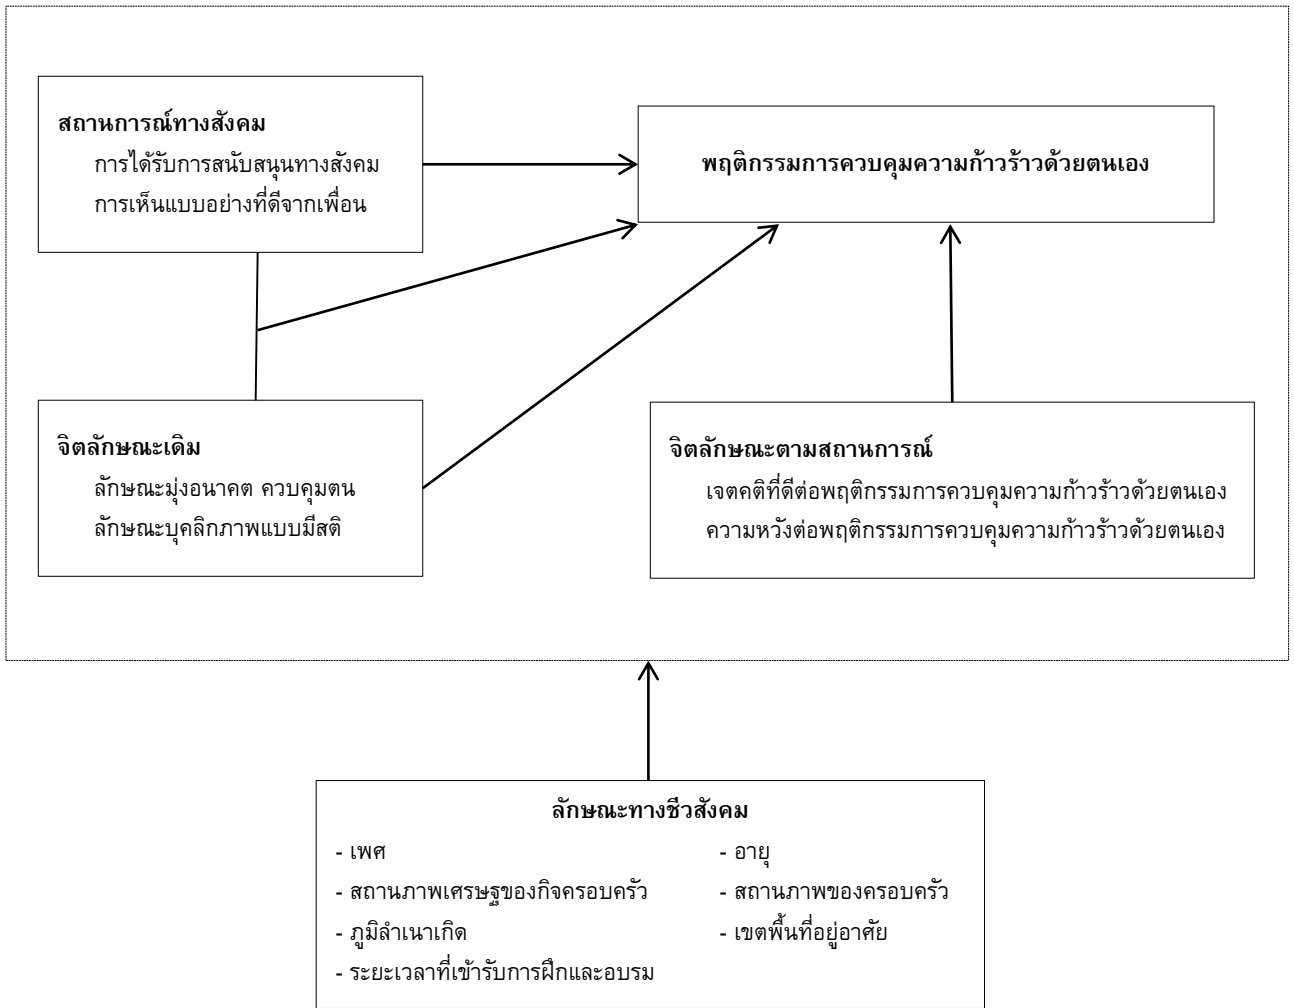 สถานการณ์ทางสังคม
การได้รับการสนับสนุนทางสังคม
การเห็นแบบอย่างที่ดีจากเพื่อน
พฤติกรรมการควบคุมความก้าวร้าวด้วยตนเอง
จิตลักษณะเดิม
ลักษณะมุ่งอนาคต ควบคุมตน
ลักษณะบุคลิกภาพแบบมีสติ
จิตลักษณะตามสถานการณ์
เจตคติที่ดีต่อพฤติกรรมการควบคุมความก้าวร้าวด้วยตนเอง
ความหวังต่อพฤติกรรมการควบคุมความก้าวร้าวด้วยตนเอง
ลักษณะทางชีวสังคม
- เพศ
- อายุ
- สถานภาพเศรษฐของกิจครอบครัว
- สถานภาพของครอบครัว
- ภูมิลำเนาเกิด
- เขตพื้นที่อยู่อาศัย
- ระยะเวลาที่เข้ารับการฝึกและอบรม